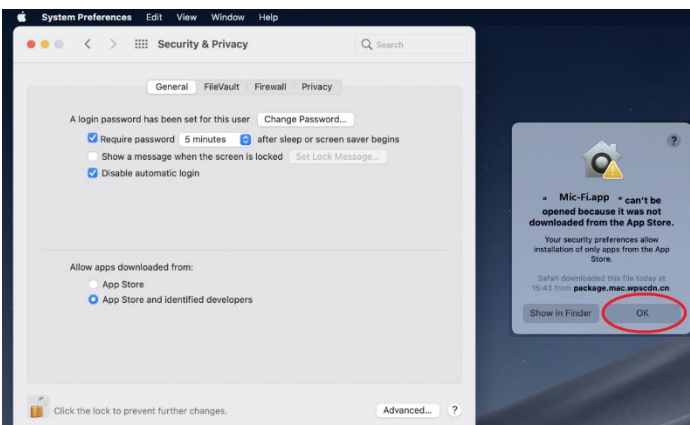 System Preferences Edit View Window Help
Security & Privacy
Search
General FileVault Firewall Privacy
A login password has been set for this user Change Password...
Require password 5 minutes after sleep or screen saver begins
Show a message when the screen is locked Set Lock Message...
Disable automatic login
Allow apps downloaded from:
App Store
App Store and identified developers
Click the lock to prevent further changes.
Advanced... ?
?
" Mic-Fi.app " can't be
opened because it was not
downloaded from the App Store.
Your security preferences allow
installation of only apps from the App
Store.
Safari downloaded this file today at
15:43 from package.mac.wpscdn.cn
Show in Finder OK